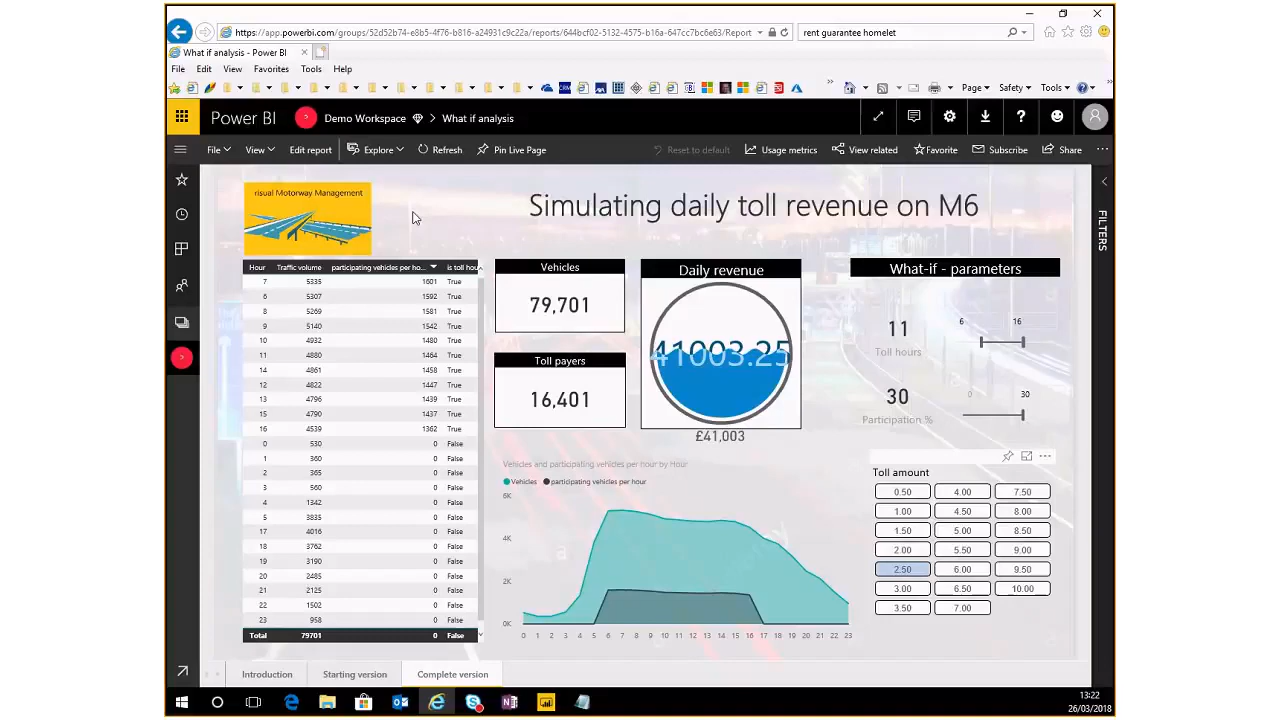 https://app.powerbi.com/groups/52d52b74-e8b5-4f76-b816-a24931c9c22a/reports/644bcf02-5132-4575-b16a-647cc7bc6e63/Report
rent guarantee homelet
What if analysis - Power BI
File Edit View Favorites Tools Help
CRM
Page Safety Tools
Power BI Demo Workspace > What if analysis
File View Edit report Explore Refresh Pin Live Page Reset to default Usage metrics View related Favorite Subscribe Share ...
FILTERS
risual Motorway Management
Simulating daily toll revenue on M6
Hour Traffic volume participating vehicles per ho... is toll hou
7 5335 1601 True
6 5307 1592 True
8 5269 1581 True
9 5140 1542 True
10 4932 1480 True
11 4880 1464 True
14 4861 1458 True
12 4822 1447 True
13 4796 1439 True
15 4790 1437 True
16 4539 1362 True
0 530 0 False
1 360 0 False
2 365 0 False
3 560 0 False
4 1342 0 False
5 3835 0 False
17 4016 0 False
18 3762 0 False
19 3190 0 False
20 2485 0 False
21 2125 0 False
22 1502 0 False
23 958 0 False
Total 79701 0 False
Vehicles
79,701
Toll payers
16,401
Daily revenue
41003.25
£41,003
What-if - parameters
11
Toll hours
6 16
30
Participation %
0 30
Vehicles and participating vehicles per hour by Hour
Vehicles participating vehicles per hour
6K
4K
2K
0K
0 1 2 3 4 5 6 7 8 9 10 11 12 13 14 15 16 17 18 19 20 21 22 23
Toll amount
0.50 4.00 7.50
1.00 4.50 8.00
1.50 5.00 8.50
2.00 5.50 9.00
2.50 6.00 9.50
3.00 6.50 10.00
3.50 7.00
Introduction Starting version Complete version
13:22
26/03/2018